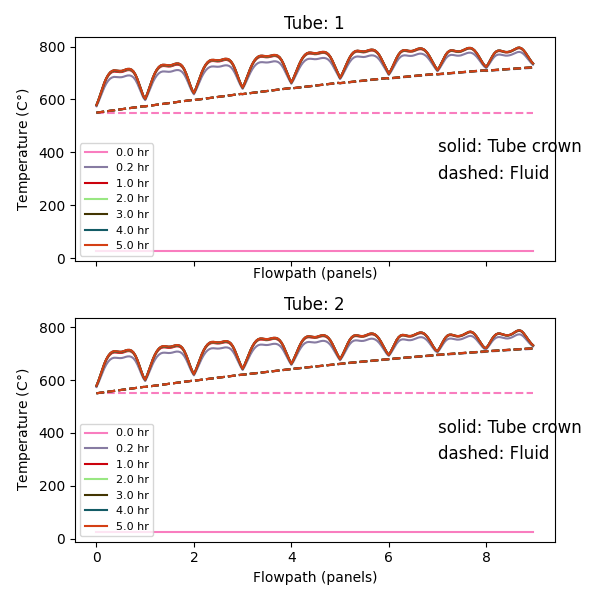 Tube: 1
Temperature (C°)
800
600
400
200
0
solid: Tube crown
dashed: Fluid
0.0 hr
0.2 hr
1.0 hr
2.0 hr
3.0 hr
4.0 hr
5.0 hr
Flowpath (panels)
Tube: 2
Temperature (C°)
800
600
400
200
0
solid: Tube crown
dashed: Fluid
0.0 hr
0.2 hr
1.0 hr
2.0 hr
3.0 hr
4.0 hr
5.0 hr
0 2 4 6 8
Flowpath (panels)